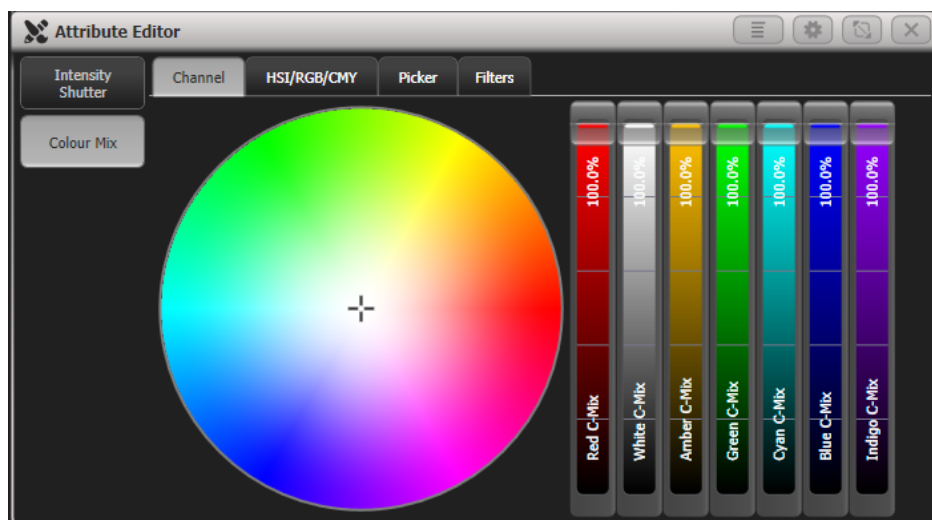 Attribute Editor
Intensity
Shutter
Colour Mix
Channel
HSI/RGB/CMY
Picker
Filters
100.0%
Red C-Mix
100.0%
White C-Mix
100.0%
Amber C-Mix
100.0%
Green C-Mix
100.0%
Cyan C-Mix
100.0%
Blue C-Mix
100.0%
Indigo C-Mix